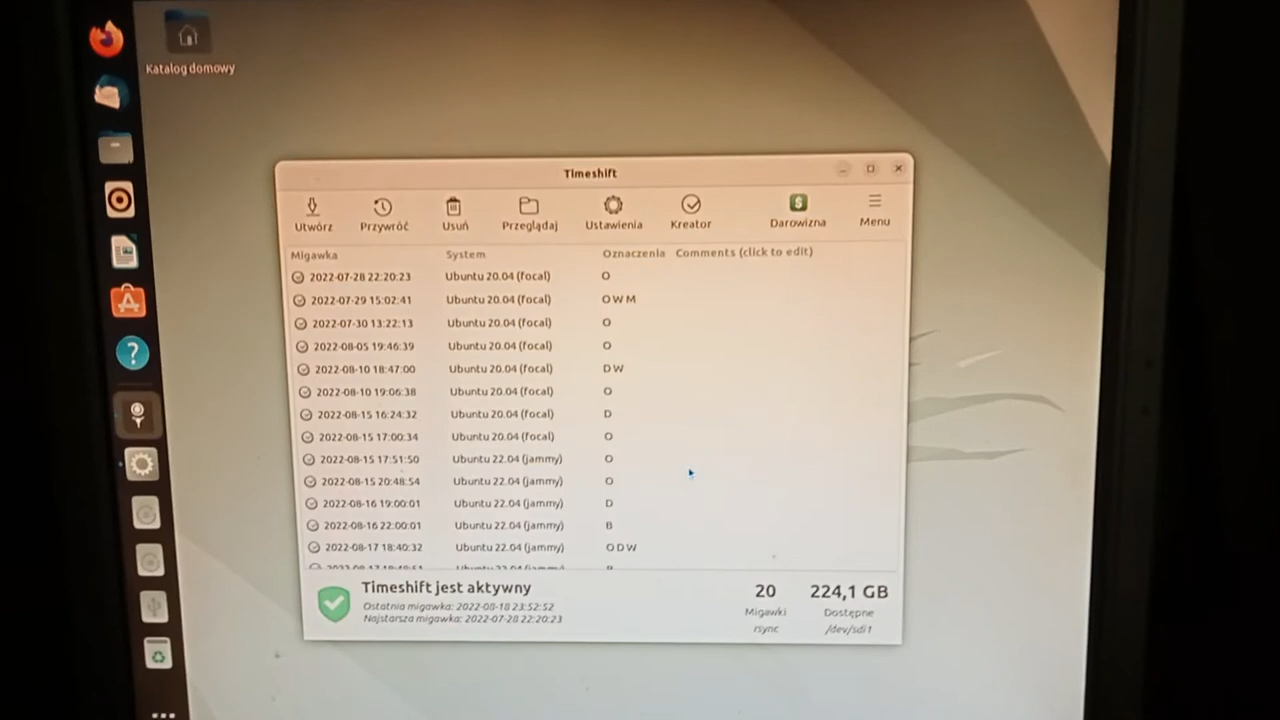 Katalog domowy
Timeshift
Utwórz Przywróć Usuń Przeglądaj Ustawienia Kreator Darowizna Menu
Migawka System Oznaczenia Comments (click to edit)
2022-07-28 22:20:23 Ubuntu 20.04 (focal) O
2022-07-29 15:02:41 Ubuntu 20.04 (focal) O W M
2022-07-30 13:22:13 Ubuntu 20.04 (focal) O
2022-08-05 19:46:39 Ubuntu 20.04 (focal) O
2022-08-10 18:47:00 Ubuntu 20.04 (focal) D W
2022-08-10 19:06:38 Ubuntu 20.04 (focal) O
2022-08-15 16:24:32 Ubuntu 20.04 (focal) D
2022-08-15 17:00:34 Ubuntu 20.04 (focal) O
2022-08-15 17:51:50 Ubuntu 22.04 (jammy) O
2022-08-15 20:48:54 Ubuntu 22.04 (jammy) O
2022-08-16 19:00:01 Ubuntu 22.04 (jammy) D
2022-08-16 22:00:01 Ubuntu 22.04 (jammy) B
2022-08-17 18:40:32 Ubuntu 22.04 (jammy) O D W
Timeshift jest aktywny
Ostatnia migawka: 2022-08-18 23:52:52
Najstarsza migawka: 2022-07-28 22:20:23
20 224,1 GB
Migawki Dostępne
rsync /dev/sdi1